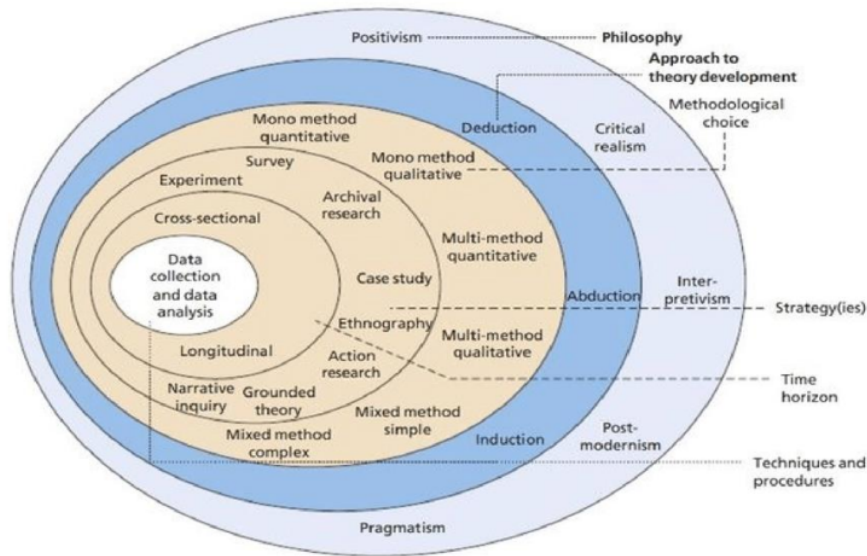 Positivism
Philosophy
Approach to
theory development
Methodological
choice
Mono method
quantitative
Deduction
Critical
realism
Survey
Mono method
qualitative
Experiment
Archival
research
Cross-sectional
Multi-method
quantitative
Data
collection
and data
analysis
Case study
Abduction
Inter-
pretivism
Strategy(ies)
Ethnography
Multi-method
qualitative
Longitudinal
Action
research
Time
horizon
Narrative
inquiry
Grounded
theory
Mixed method
simple
Mixed method
complex
Induction
Post-
modernism
Techniques and
procedures
Pragmatism